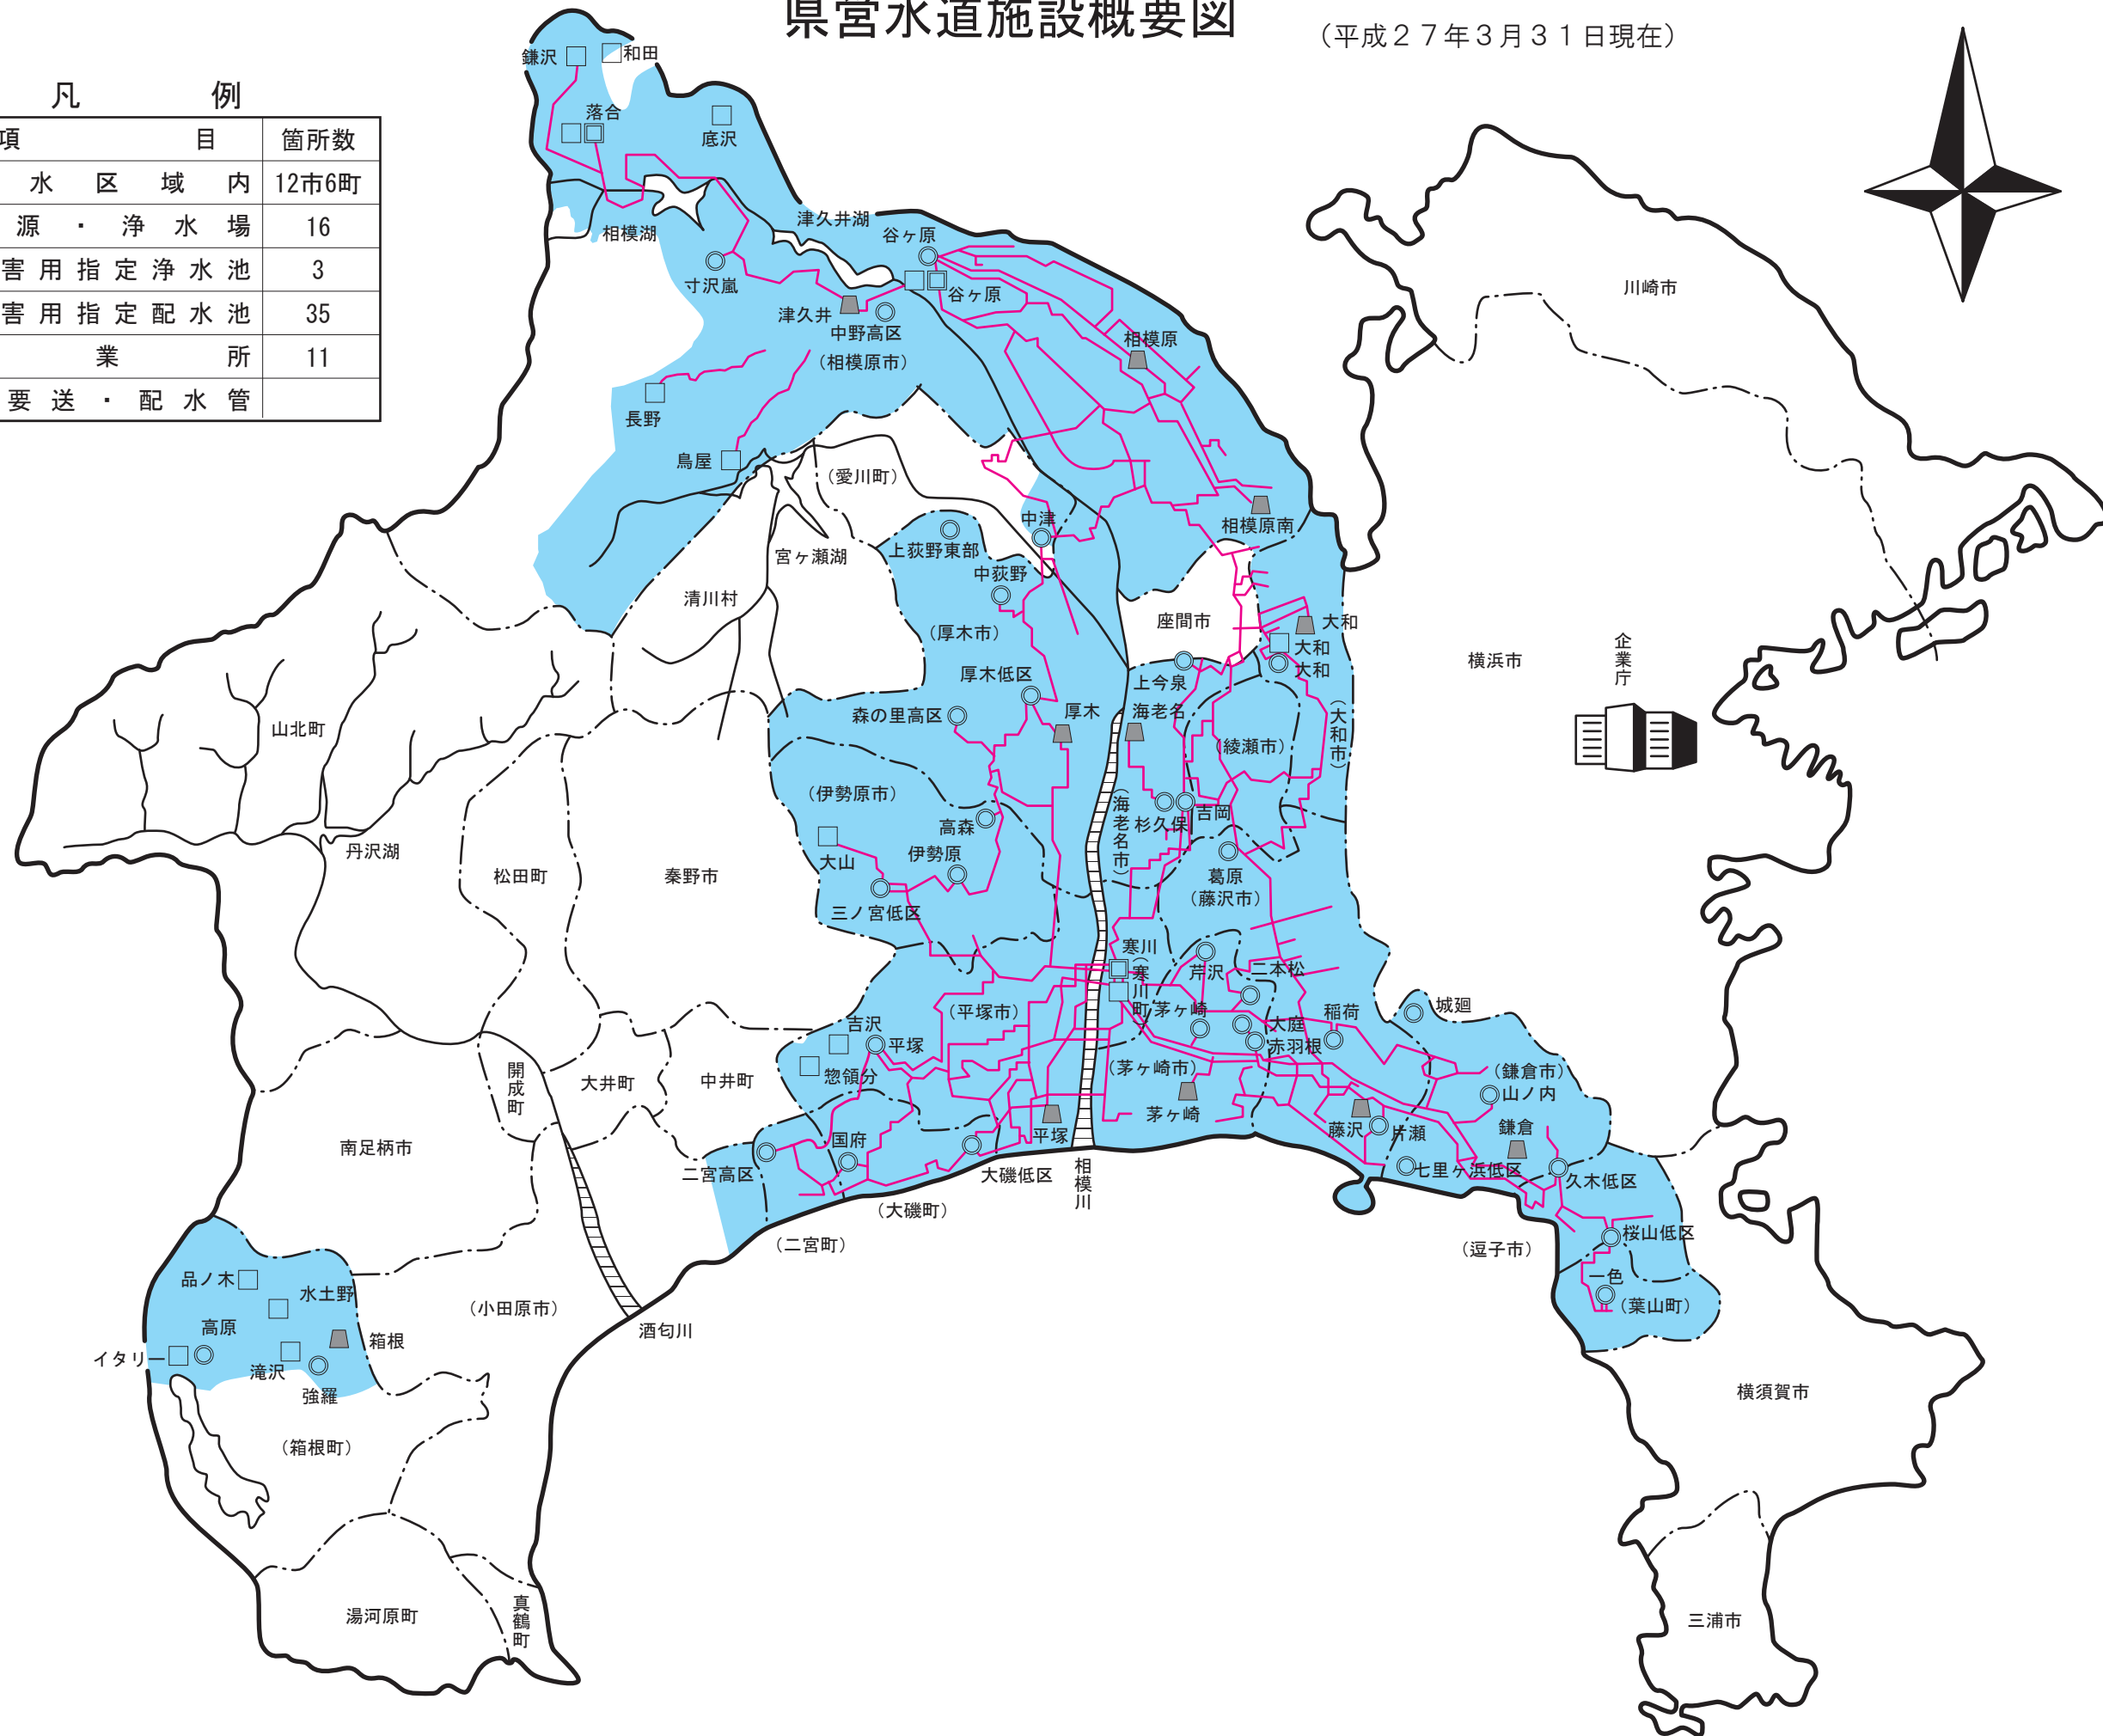 県営水道施設概要図
（平成２７年３月３１日現在）
凡例
項目 箇所数
水区域内 12市6町
源・浄水場 16
害用指定浄水池 3
害用指定配水池 35
業所 11
要送・配水管
鎌沢
和田
落合
底沢
相模湖
津久井湖
谷ヶ原
寸沢嵐
谷ヶ原
津久井
中野高区
（相模原市）
相模原
川崎市
長野
鳥屋
（愛川町）
相模原南
中津
上荻野東部
宮ヶ瀬湖
中荻野
清川村
（厚木市）
座間市
大和
大和
大和
横浜市
企業庁
上今泉
厚木低区
森の里高区
厚木
海老名
（大和市）
（綾瀬市）
山北町
（伊勢原市）
（海老名市）
高森
杉久保
吉岡
丹沢湖
大山
伊勢原
松田町
秦野市
葛原
（藤沢市）
三ノ宮低区
寒川
（寒川町
芹沢
二本松
（平塚市）
茅ヶ崎
城廻
吉沢
平塚
大庭
稲荷
赤羽根
惣領分
（茅ヶ崎市）
（鎌倉市）
開成町
大井町
中井町
山ノ内
茅ヶ崎
平塚
藤沢
片瀬
鎌倉
南足柄市
国府
二宮高区
大磯低区
相模川
七里ヶ浜低区
久木低区
（大磯町）
（二宮町）
（逗子市）
桜山低区
品ノ木
水土野
一色
（葉山町）
（小田原市）
高原
箱根
酒匂川
イタリー
滝沢
強羅
横須賀市
（箱根町）
湯河原町
真鶴町
三浦市